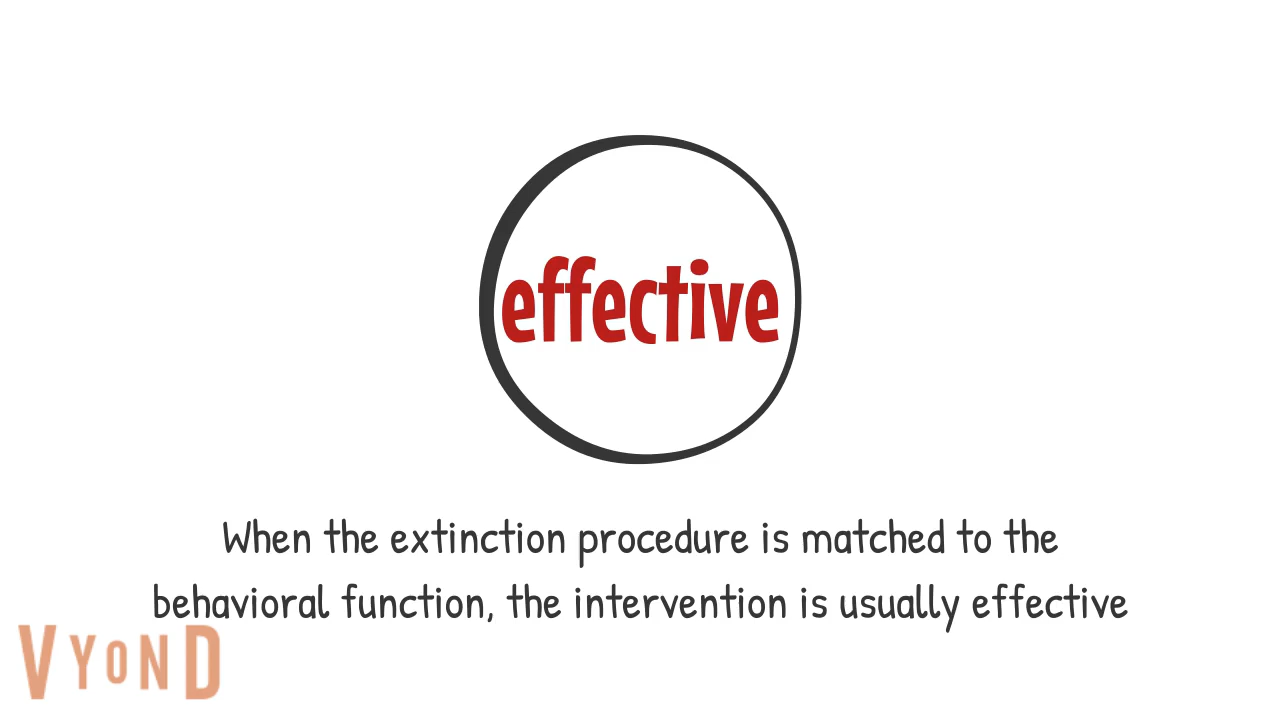 effective
When the extinction procedure is matched to the
behavioral function, the intervention is usually effective
VYOND